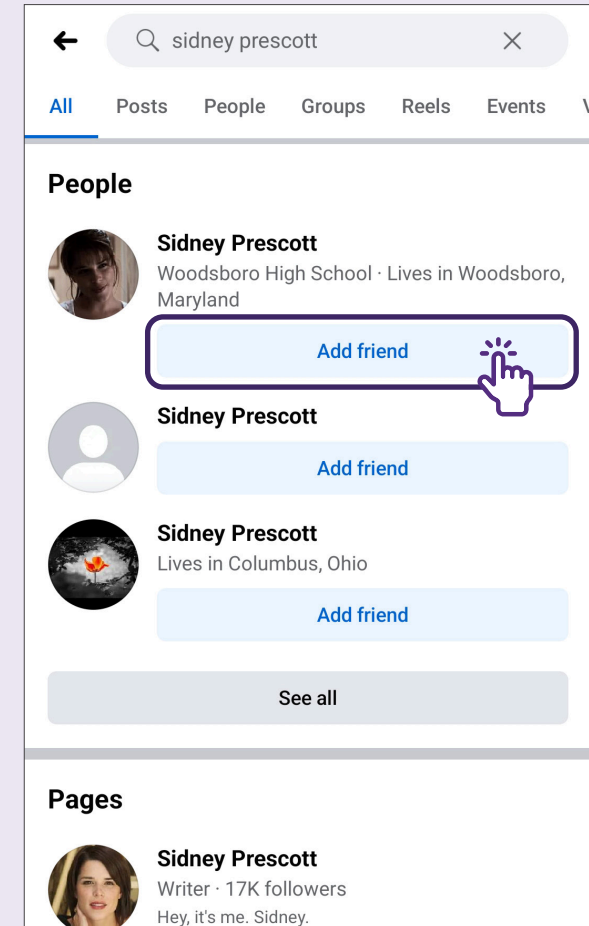 sidney prescott
All Posts People Groups Reels Events
People
Sidney Prescott
Woodsboro High School · Lives in Woodsboro,
Maryland
Add friend
Sidney Prescott
Add friend
Sidney Prescott
Lives in Columbus, Ohio
Add friend
See all
Pages
Sidney Prescott
Writer · 17K followers
Hey, it's me. Sidney.